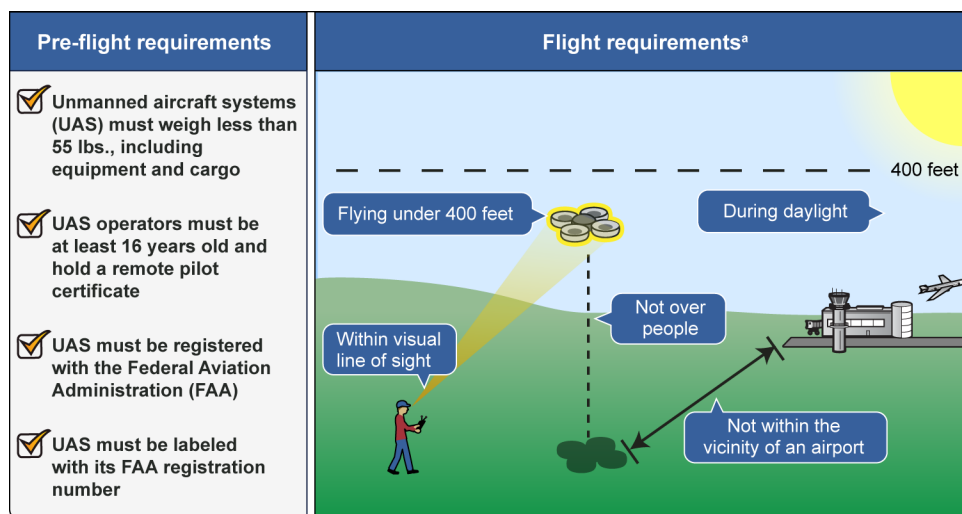 Pre-flight requirements
Unmanned aircraft systems
(UAS) must weigh less than
55 lbs., including
equipment and cargo
UAS operators must be
at least 16 years old and
hold a remote pilot
certificate
UAS must be registered
with the Federal Aviation
Administration (FAA)
UAS must be labeled
with its FAA registration
number
Flight requirementsᵃ
400 feet
Flying under 400 feet
During daylight
Not over
people
Within visual
line of sight
Not within the
vicinity of an airport